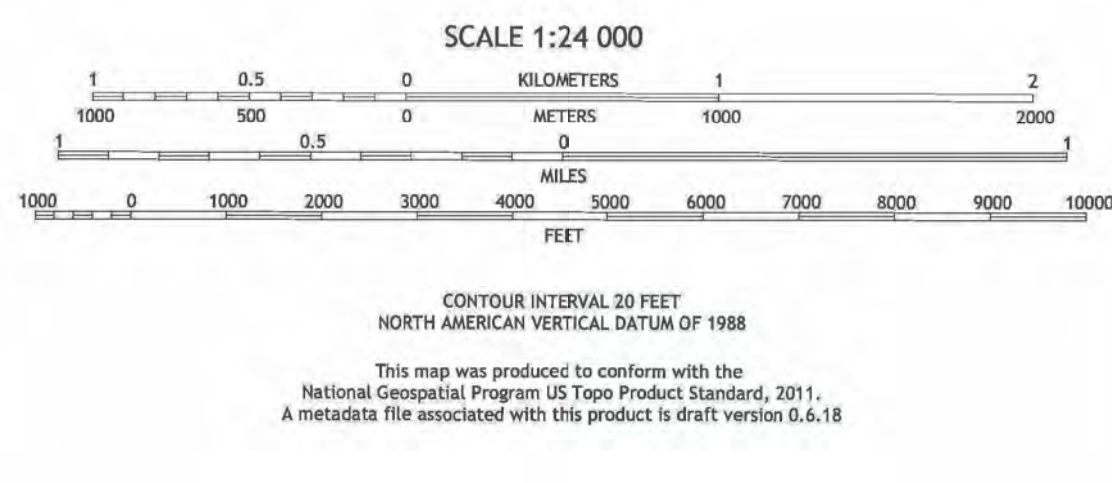 SCALE 1:24 000
1 0.5 0 KILOMETERS 1 2
1000 500 0 METERS 1000 2000
1 0.5 0 1
MILES
1000 0 1000 2000 3000 4000 5000 6000 7000 8000 9000 10000
FEET
CONTOUR INTERVAL 20 FEET
NORTH AMERICAN VERTICAL DATUM OF 1988
This map was produced to conform with the
National Geospatial Program US Topo Product Standard, 2011.
A metadata file associated with this product is draft version 0.6.18